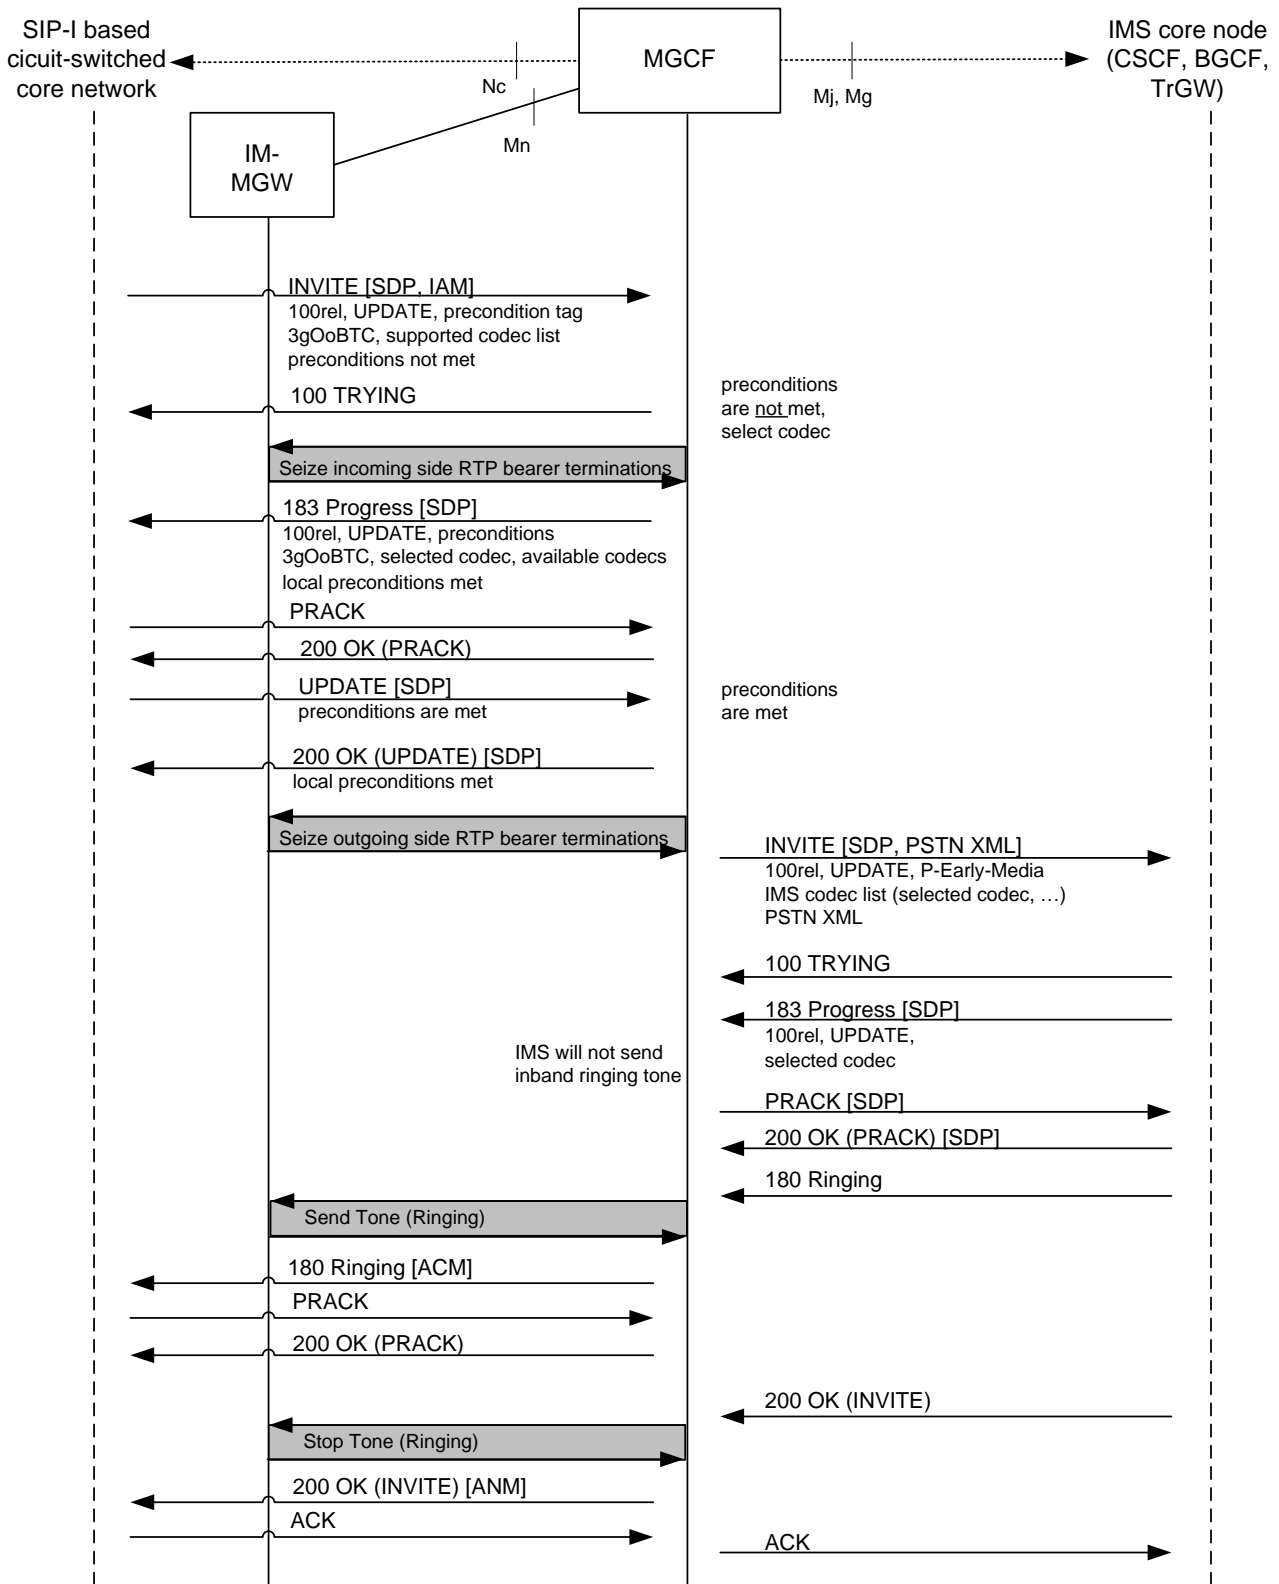 SIP-I based
cicuit-switched
core network
MGCF
IMS core node
(CSCF, BGCF,
TrGW)
Nc
Mj, Mg
Mn
IM-
MGW
INVITE [SDP, IAM]
100rel, UPDATE, precondition tag
3gOoBTC, supported codec list
preconditions not met
100 TRYING
preconditions
are not met,
select codec
Seize incoming side RTP bearer terminations
183 Progress [SDP]
100rel, UPDATE, preconditions
3gOoBTC, selected codec, available codecs
local preconditions met
PRACK
200 OK (PRACK)
UPDATE [SDP]
preconditions are met
preconditions
are met
200 OK (UPDATE) [SDP]
local preconditions met
Seize outgoing side RTP bearer terminations
INVITE [SDP, PSTN XML]
100rel, UPDATE, P-Early-Media
IMS codec list (selected codec, …)
PSTN XML
100 TRYING
183 Progress [SDP]
100rel, UPDATE,
selected codec
IMS will not send
inband ringing tone
PRACK [SDP]
200 OK (PRACK) [SDP]
180 Ringing
Send Tone (Ringing)
180 Ringing [ACM]
PRACK
200 OK (PRACK)
200 OK (INVITE)
Stop Tone (Ringing)
200 OK (INVITE) [ANM]
ACK
ACK